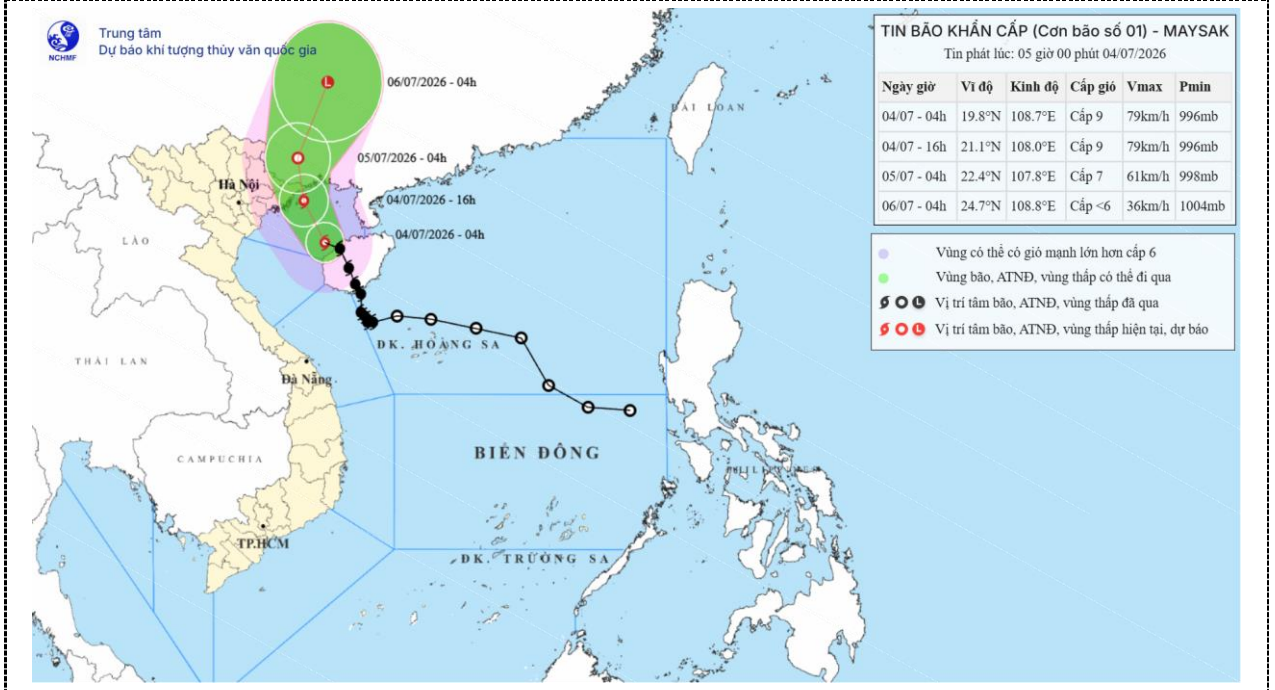 NCHMF
Trung tâm
Dự báo khí tượng thủy văn quốc gia
TIN BÃO KHẨN CẤP (Cơn bão số 01) - MAYSAK
Tin phát lúc: 05 giờ 00 phút 04/07/2026
Ngày giờ Vĩ độ Kinh độ Cấp gió Vmax Pmin
04/07 - 04h 19.8°N 108.7°E Cấp 9 79km/h 996mb
04/07 - 16h 21.1°N 108.0°E Cấp 9 79km/h 996mb
05/07 - 04h 22.4°N 107.8°E Cấp 7 61km/h 998mb
06/07 - 04h 24.7°N 108.8°E Cấp <6 36km/h 1004mb
Vùng có thể có gió mạnh lớn hơn cấp 6
Vùng bão, ATNĐ, vùng thấp có thể đi qua
Vị trí tâm bão, ATNĐ, vùng thấp đã qua
Vị trí tâm bão, ATNĐ, vùng thấp hiện tại, dự báo
L
06/07/2026 - 04h
ĐÀI LOAN
05/07/2026 - 04h
Hà Nội
04/07/2026 - 16h
04/07/2026 - 04h
LÀO
ĐK. HOÀNG SA
THÁI LAN
Đà Nẵng
BIỂN ĐÔNG
CAMPUCHIA
PHILIPPINES
TP.HCM
ĐK. TRƯỜNG SA